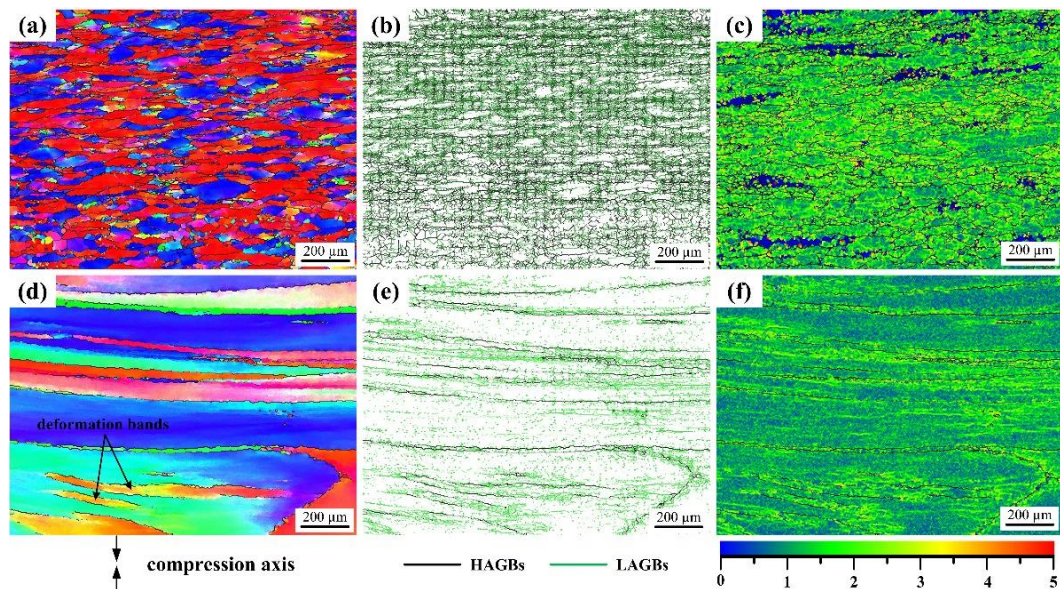 (a)
(b)
(c)
200 µm
200 µm
200 µm
(d)
(e)
(f)
deformation bands
200 µm
200 µm
200 µm
compression axis
HAGBs
LAGBs
0 1 2 3 4 5